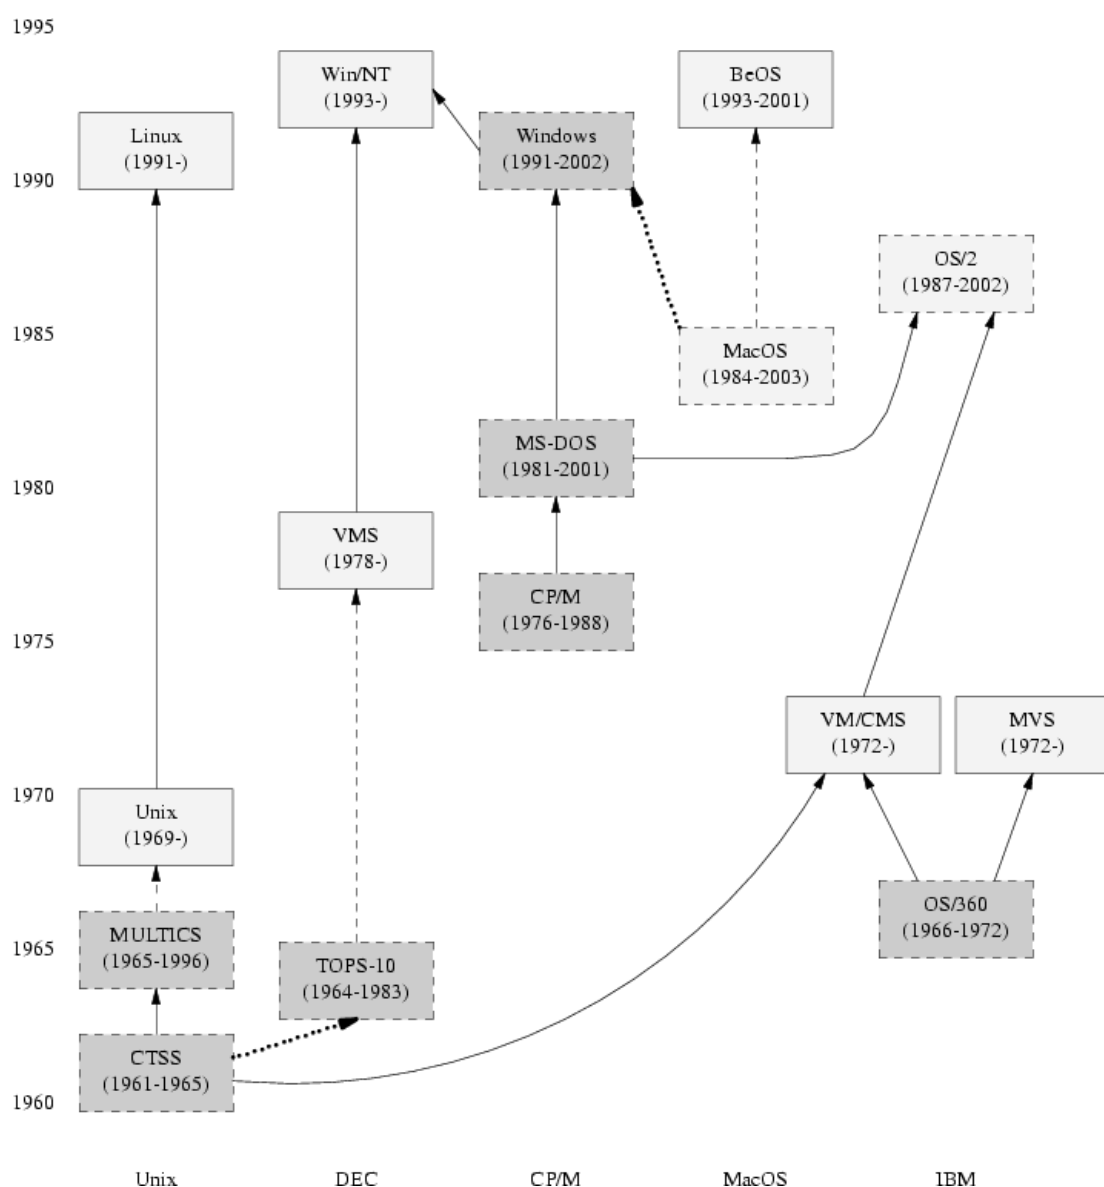 1995
Win/NT
(1993-)
BeOS
(1993-2001)
Linux
(1991-)
Windows
(1991-2002)
1990
OS/2
(1987-2002)
1985
MacOS
(1984-2003)
MS-DOS
(1981-2001)
1980
VMS
(1978-)
CP/M
(1976-1988)
1975
VM/CMS
(1972-)
MVS
(1972-)
1970
Unix
(1969-)
OS/360
(1966-1972)
MULTICS
(1965-1996)
1965
TOPS-10
(1964-1983)
CTSS
(1961-1965)
1960
Unix DEC CP/M MacOS IBM